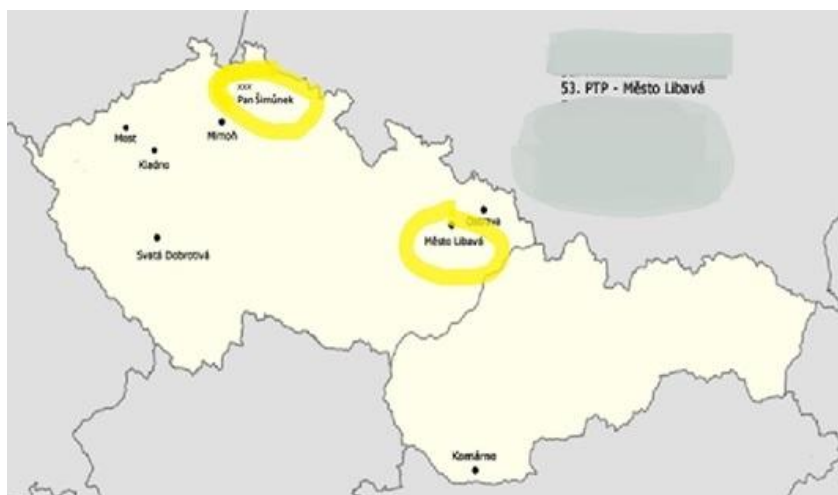 53. PTP - Město Libavá
xxx
Pan Šimůnek
Most
Mimoň
Kladno
Ostrava
Město Libavá
Svatá Dobrotivá
Komárno